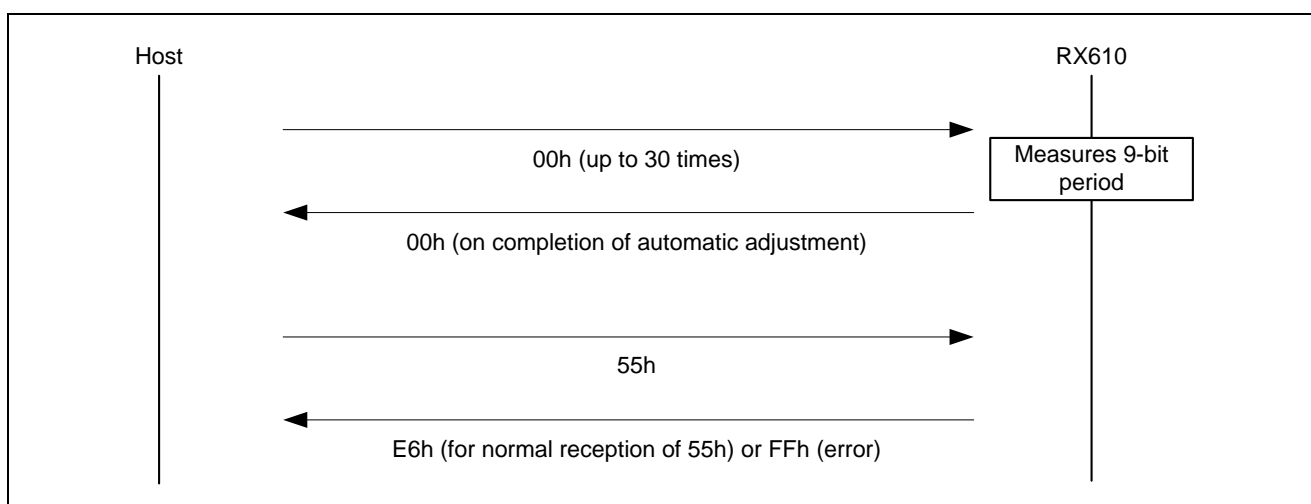 Host
RX610
00h (up to 30 times)
Measures 9-bit
period
00h (on completion of automatic adjustment)
55h
E6h (for normal reception of 55h) or FFh (error)